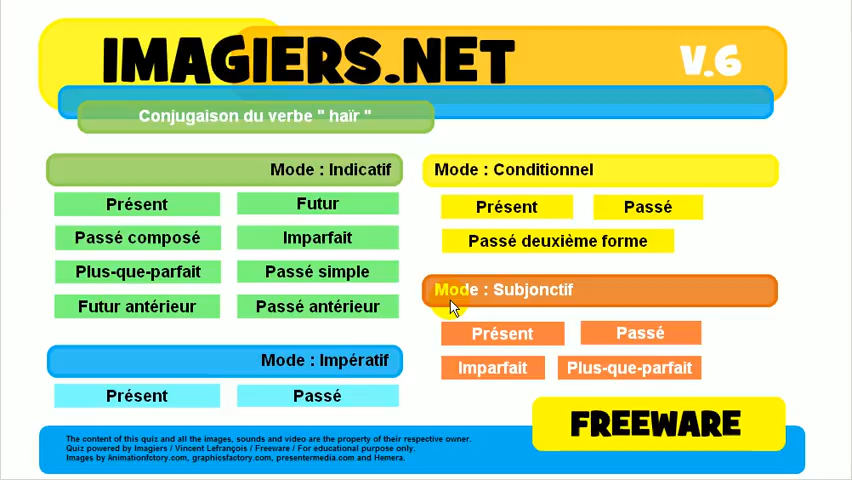 IMAGIERS.NET
V.6
Conjugaison du verbe " haïr "
Mode : Indicatif
Présent
Futur
Passé composé
Imparfait
Plus-que-parfait
Passé simple
Futur antérieur
Passé antérieur
Mode : Impératif
Présent
Passé
Mode : Conditionnel
Présent
Passé
Passé deuxième forme
Mode : Subjonctif
Présent
Passé
Imparfait
Plus-que-parfait
FREEWARE
The content of this quiz and all the images, sounds and video are the property of their respective owner.
Quiz powered by Imagiers / Vincent Lefrançois / Freeware / For educational purpose only.
Images by Animationfctory.com, graphicsfactory.com, presentermedia.com and Hemera.